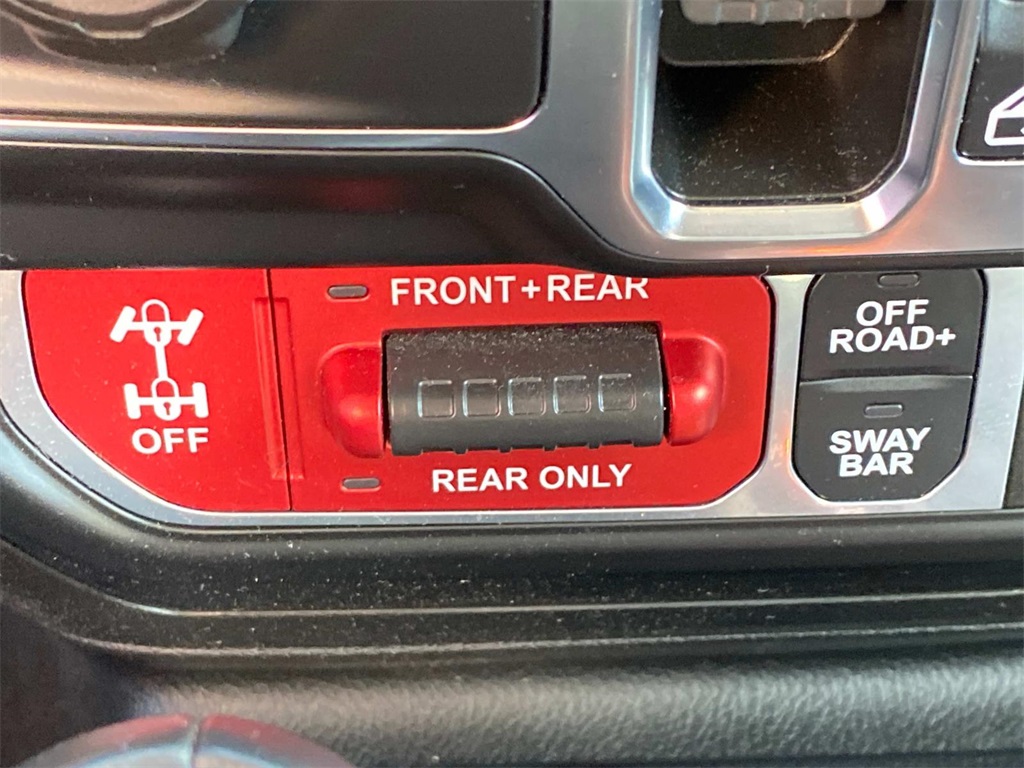 FRONT+REAR
OFF
REAR ONLY
OFF
ROAD+
SWAY
BAR